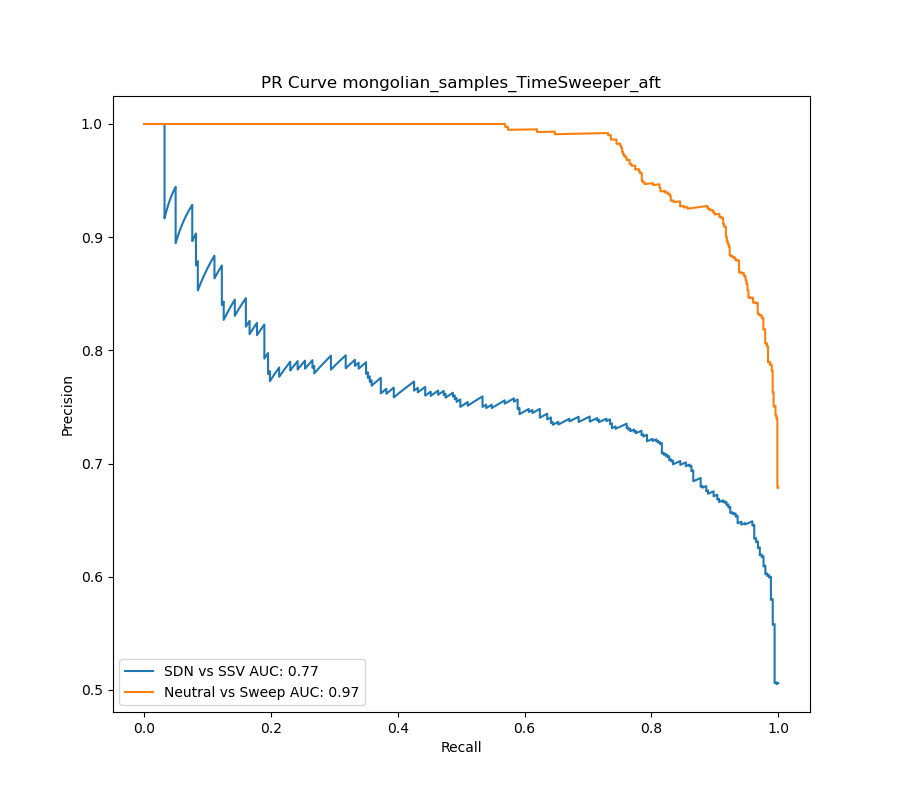 PR Curve mongolian_samples_TimeSweeper_aft
Precision
1.0
0.9
0.8
0.7
0.6
0.5
SDN vs SSV AUC: 0.77
Neutral vs Sweep AUC: 0.97
0.0 0.2 0.4 0.6 0.8 1.0
Recall